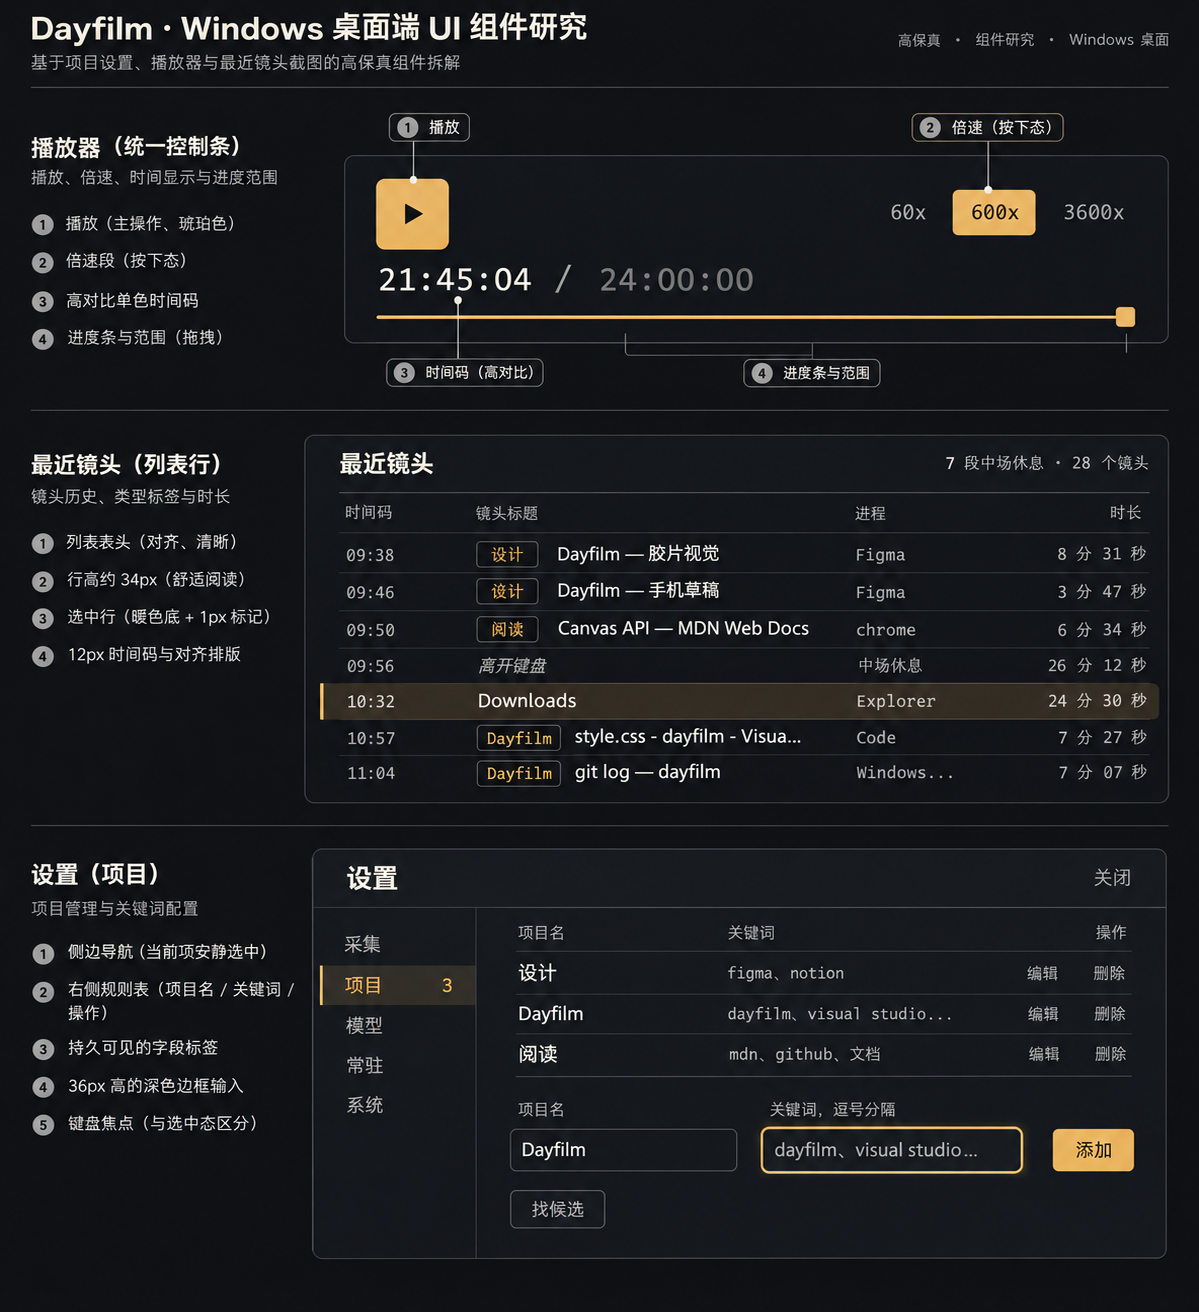 Dayfilm · Windows 桌面端 UI 组件研究
基于项目设置、播放器与最近镜头截图的高保真组件拆解
高保真 • 组件研究 • Windows 桌面
播放器（统一控制条）
播放、倍速、时间显示与进度范围
1 播放（主操作、琥珀色）
2 倍速段（按下态）
3 高对比单色时间码
4 进度条与范围（拖拽）
1 播放
2 倍速（按下态）
60x 600x 3600x
21:45:04 / 24:00:00
3 时间码（高对比）
4 进度条与范围
最近镜头（列表行）
镜头历史、类型标签与时长
1 列表表头（对齐、清晰）
2 行高约 34px（舒适阅读）
3 选中行（暖色底 + 1px 标记）
4 12px 时间码与对齐排版
最近镜头
7 段中场休息 • 28 个镜头
时间码 镜头标题 进程 时长
09:38 设计 Dayfilm — 胶片视觉 Figma 8 分 31 秒
09:46 设计 Dayfilm — 手机草稿 Figma 3 分 47 秒
09:50 阅读 Canvas API — MDN Web Docs chrome 6 分 34 秒
09:56 离开键盘 中场休息 26 分 12 秒
10:32 Downloads Explorer 24 分 30 秒
10:57 Dayfilm style.css - dayfilm - Visua... Code 7 分 27 秒
11:04 Dayfilm git log — dayfilm Windows... 7 分 07 秒
设置（项目）
项目管理与关键词配置
1 侧边导航 (当前项安静选中)
2 右侧规则表（项目名 / 关键词 /
操作）
3 持久可见的字段标签
4 36px 高的深色边框输入
5 键盘焦点（与选中态区分）
设置
关闭
采集
项目 3
模型
常驻
系统
项目名 关键词 操作
设计 figma、notion 编辑 删除
Dayfilm dayfilm、visual studio... 编辑 删除
阅读 mdn、github、文档 编辑 删除
项目名 关键词，逗号分隔
Dayfilm dayfilm、visual studio... 添加
找候选